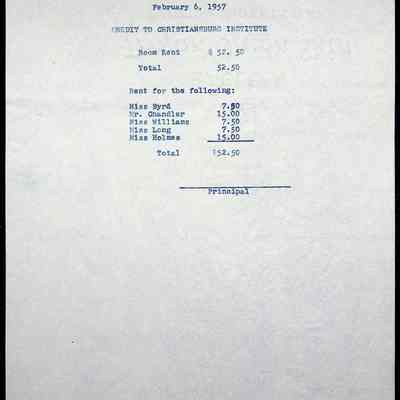 February 6, 1957
CREDIT TO CHRISTIANSBURG INSTITUTE
Room Rent $ 52. 50
Total 52.50
Rent for the following:
Miss Byrd 7.50
Mr. Chandler 15.00
Miss Williams 7.50
Miss Long 7.50
Miss Holmes 15.00
Total $52.50
Principal